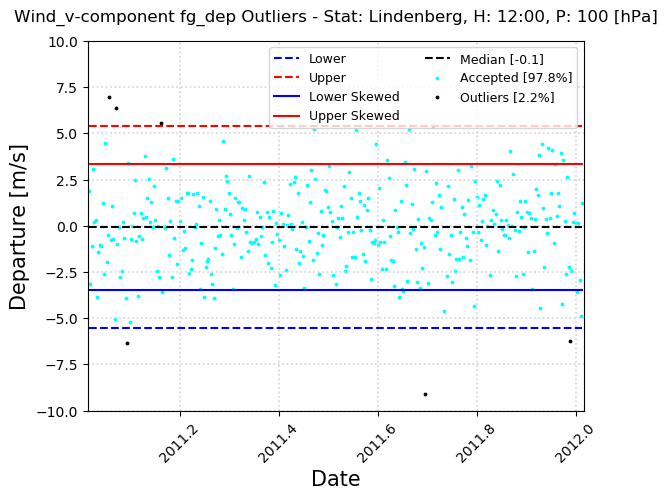 Wind_v-component fg_dep Outliers - Stat: Lindenberg, H: 12:00, P: 100 [hPa]
Lower
Upper
Lower Skewed
Upper Skewed
Median [-0.1]
Accepted [97.8%]
Outliers [2.2%]
Departure [m/s]
10.0
7.5
5.0
2.5
0.0
−2.5
−5.0
−7.5
−10.0
2011.2
2011.4
2011.6
2011.8
2012.0
Date